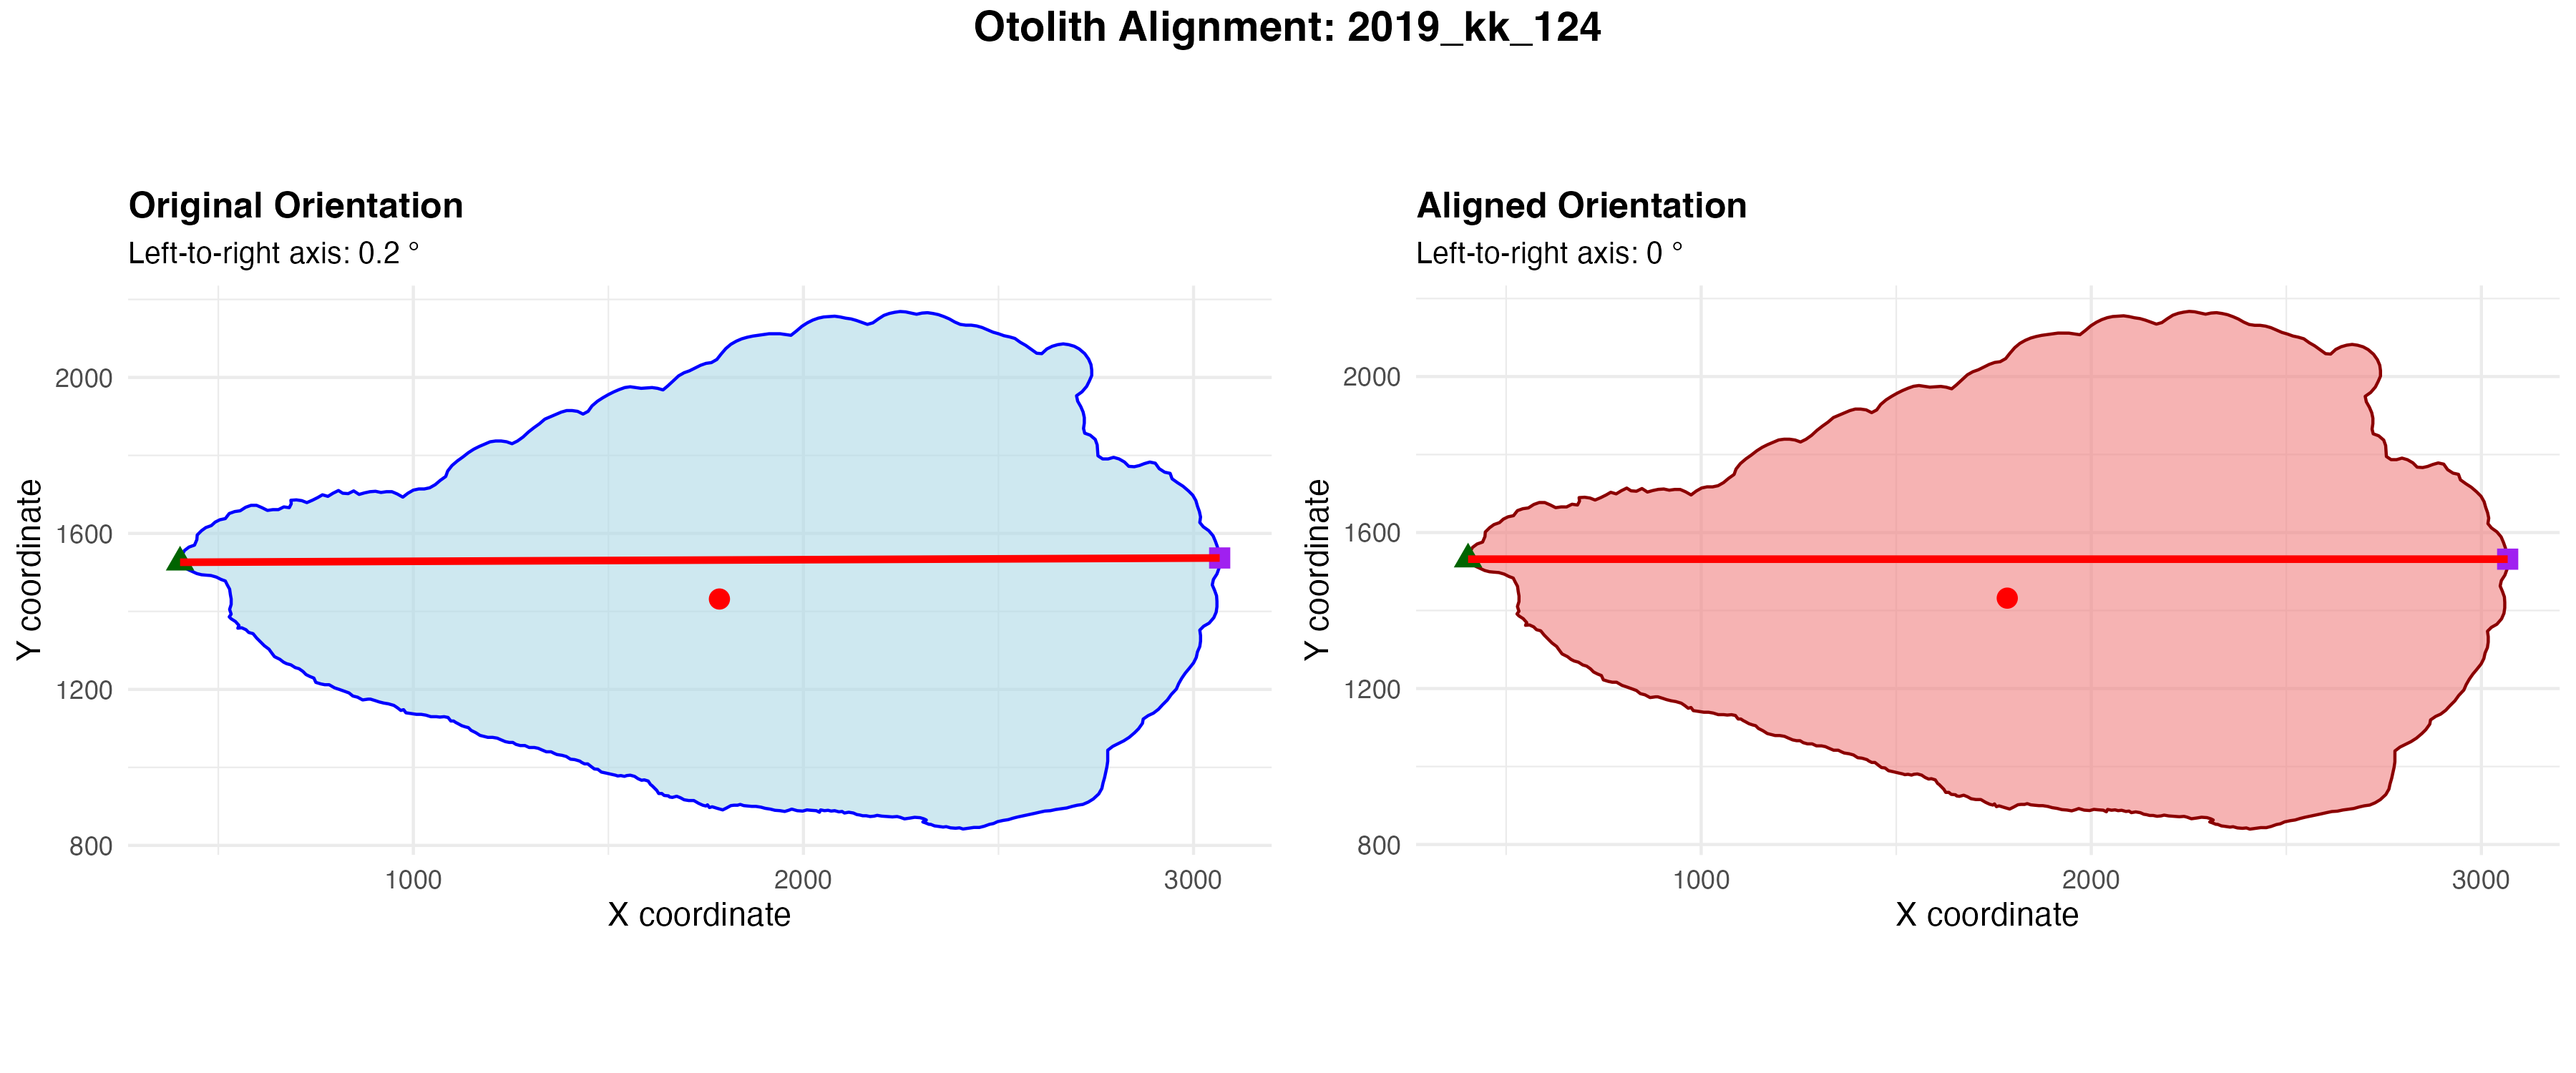 Otolith Alignment: 2019_kk_124
Original Orientation
Left-to-right axis: 0.2 °
2000
1600
1200
800
Y coordinate
1000
2000
3000
X coordinate
Aligned Orientation
Left-to-right axis: 0 °
2000
1600
1200
800
Y coordinate
1000
2000
3000
X coordinate